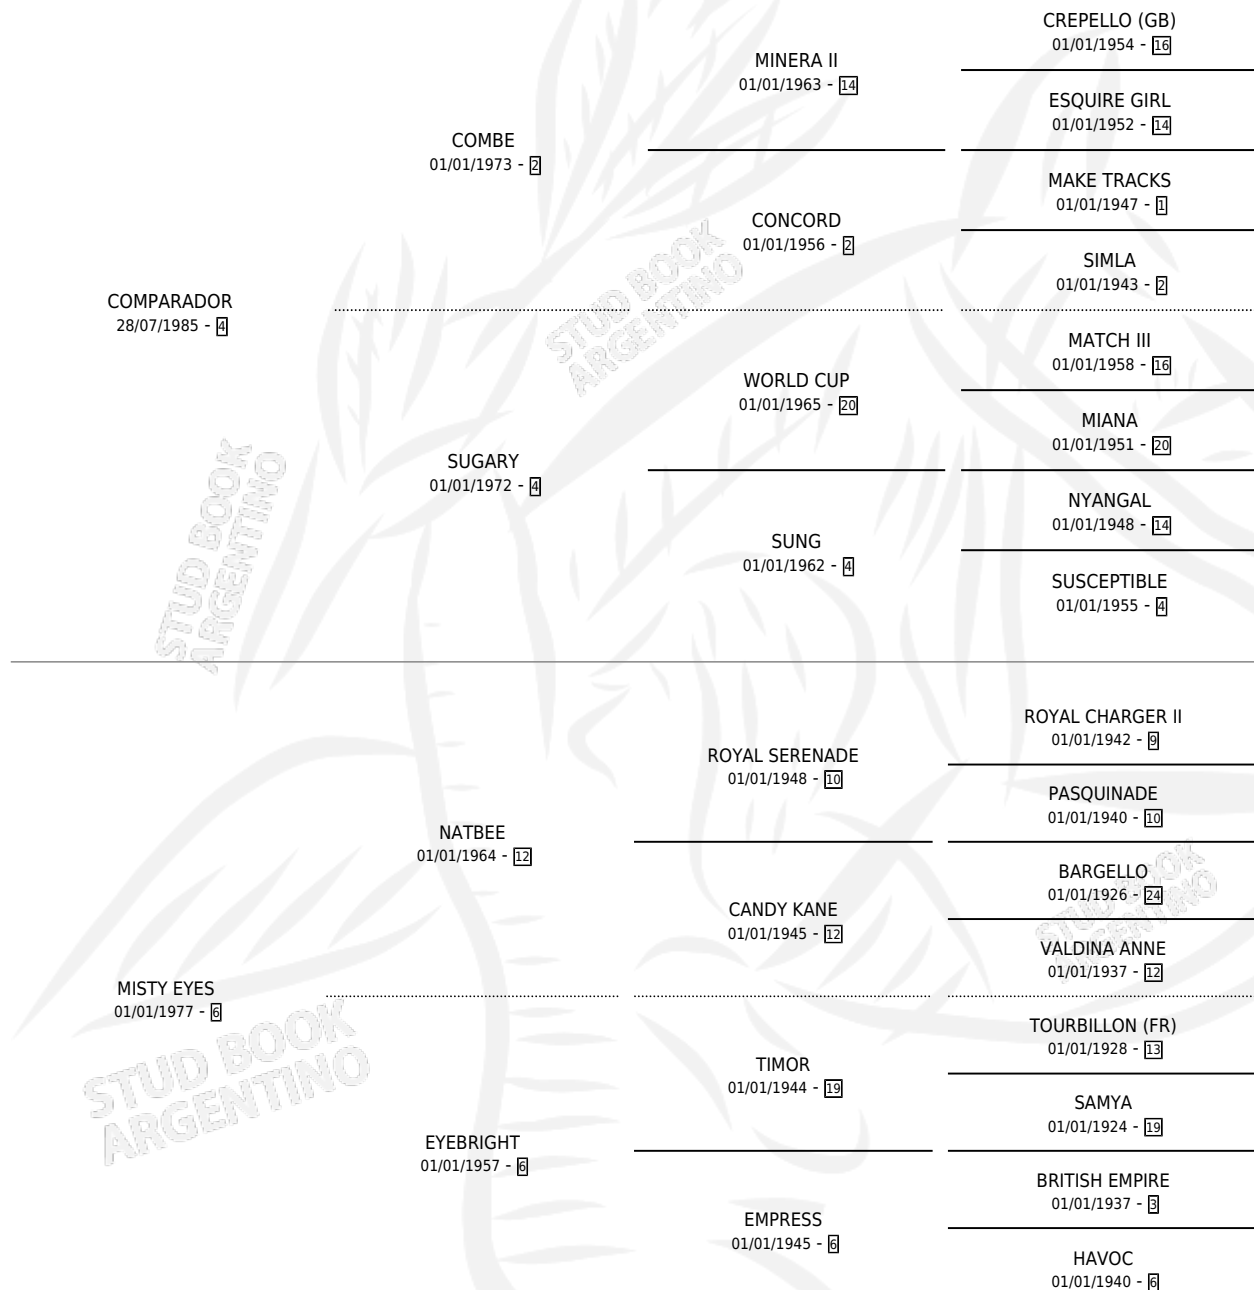 CREPELLO (GB)
01/01/1954 - 16
MINERA II
01/01/1963 - 14
ESQUIRE GIRL
01/01/1952 - 14
COMBE
01/01/1973 - 2
MAKE TRACKS
01/01/1947 - 1
CONCORD
01/01/1956 - 2
SIMLA
01/01/1943 - 2
COMPARADOR
28/07/1985 - 4
MATCH III
01/01/1958 - 16
WORLD CUP
01/01/1965 - 20
MIANA
01/01/1951 - 20
SUGARY
01/01/1972 - 4
NYANGAL
01/01/1948 - 14
SUNG
01/01/1962 - 4
SUSCEPTIBLE
01/01/1955 - 4
ROYAL CHARGER II
01/01/1942 - 9
ROYAL SERENADE
01/01/1948 - 10
PASQUINADE
01/01/1940 - 10
NATBEE
01/01/1964 - 12
BARGELLO
01/01/1926 - 24
CANDY KANE
01/01/1945 - 12
VALDINA ANNE
01/01/1937 - 12
MISTY EYES
01/01/1977 - 6
TOURBILLON (FR)
01/01/1928 - 13
TIMOR
01/01/1944 - 19
SAMYA
01/01/1924 - 19
EYEBRIGHT
01/01/1957 - 6
BRITISH EMPIRE
01/01/1937 - 3
EMPRESS
01/01/1945 - 6
HAVOC
01/01/1940 - 6
STUD BOOK
ARGENTINO
STUD BOOK
ARGENTINO
STUD BOOK
ARGENTINO
STUD BOOK
ARGENTINO